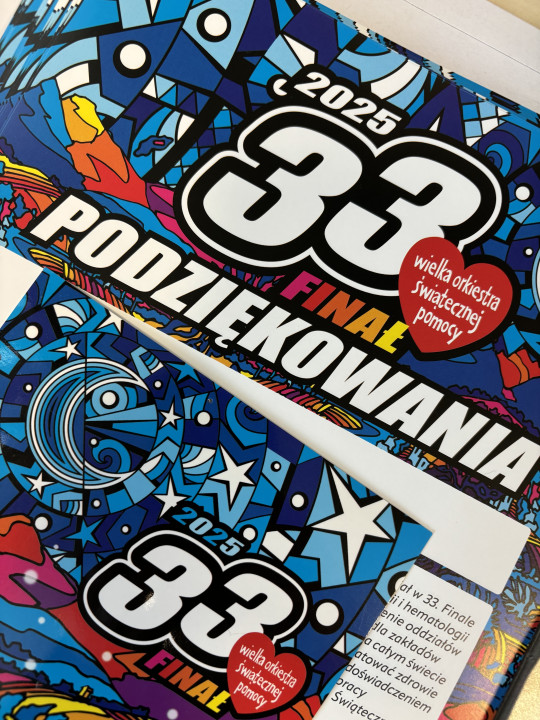 2025
33
FINAŁ
wielka orkiestra
świątecznej
pomocy
PODZIĘKOWANIA
2025
33
FINAŁ
wielka orkiestra
świątecznej
pomocy
w 33. Finale
i hematologii
oddziałów
dla zakładów
całym świecie
zdrowie
doświadczeniem